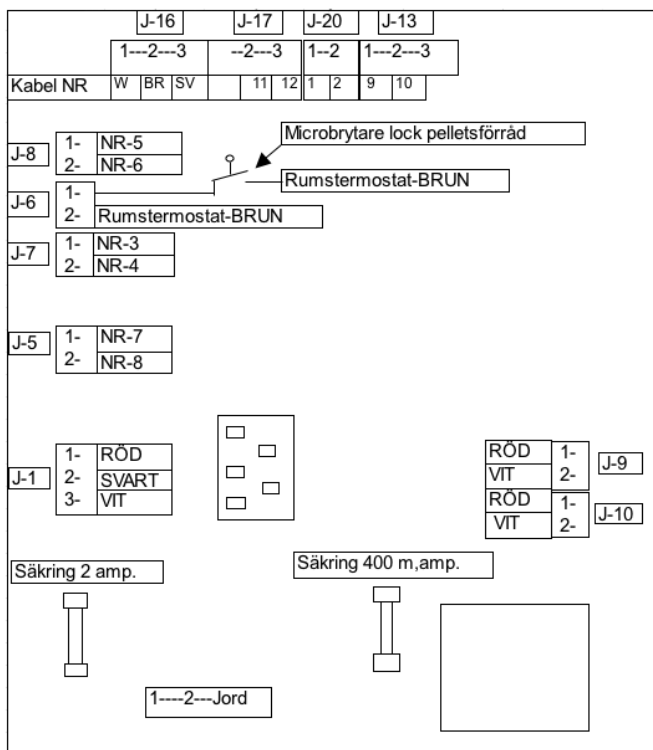 J-16 J-17 J-20 J-13
1---2---3 --2---3 1--2 1---2---3
Kabel NR W BR SV 11 12 1 2 9 10
Microbrytare lock pelletsförråd
J-8 1- NR-5
2- NR-6
Rumstermostat-BRUN
J-6 1-
2- Rumstermostat-BRUN
J-7 1- NR-3
2- NR-4
J-5 1- NR-7
2- NR-8
J-1 1- RÖD
2- SVART
3- VIT
RÖD 1- J-9
VIT 2-
RÖD 1- J-10
VIT 2-
Säkring 2 amp.
Säkring 400 m,amp.
1----2---Jord